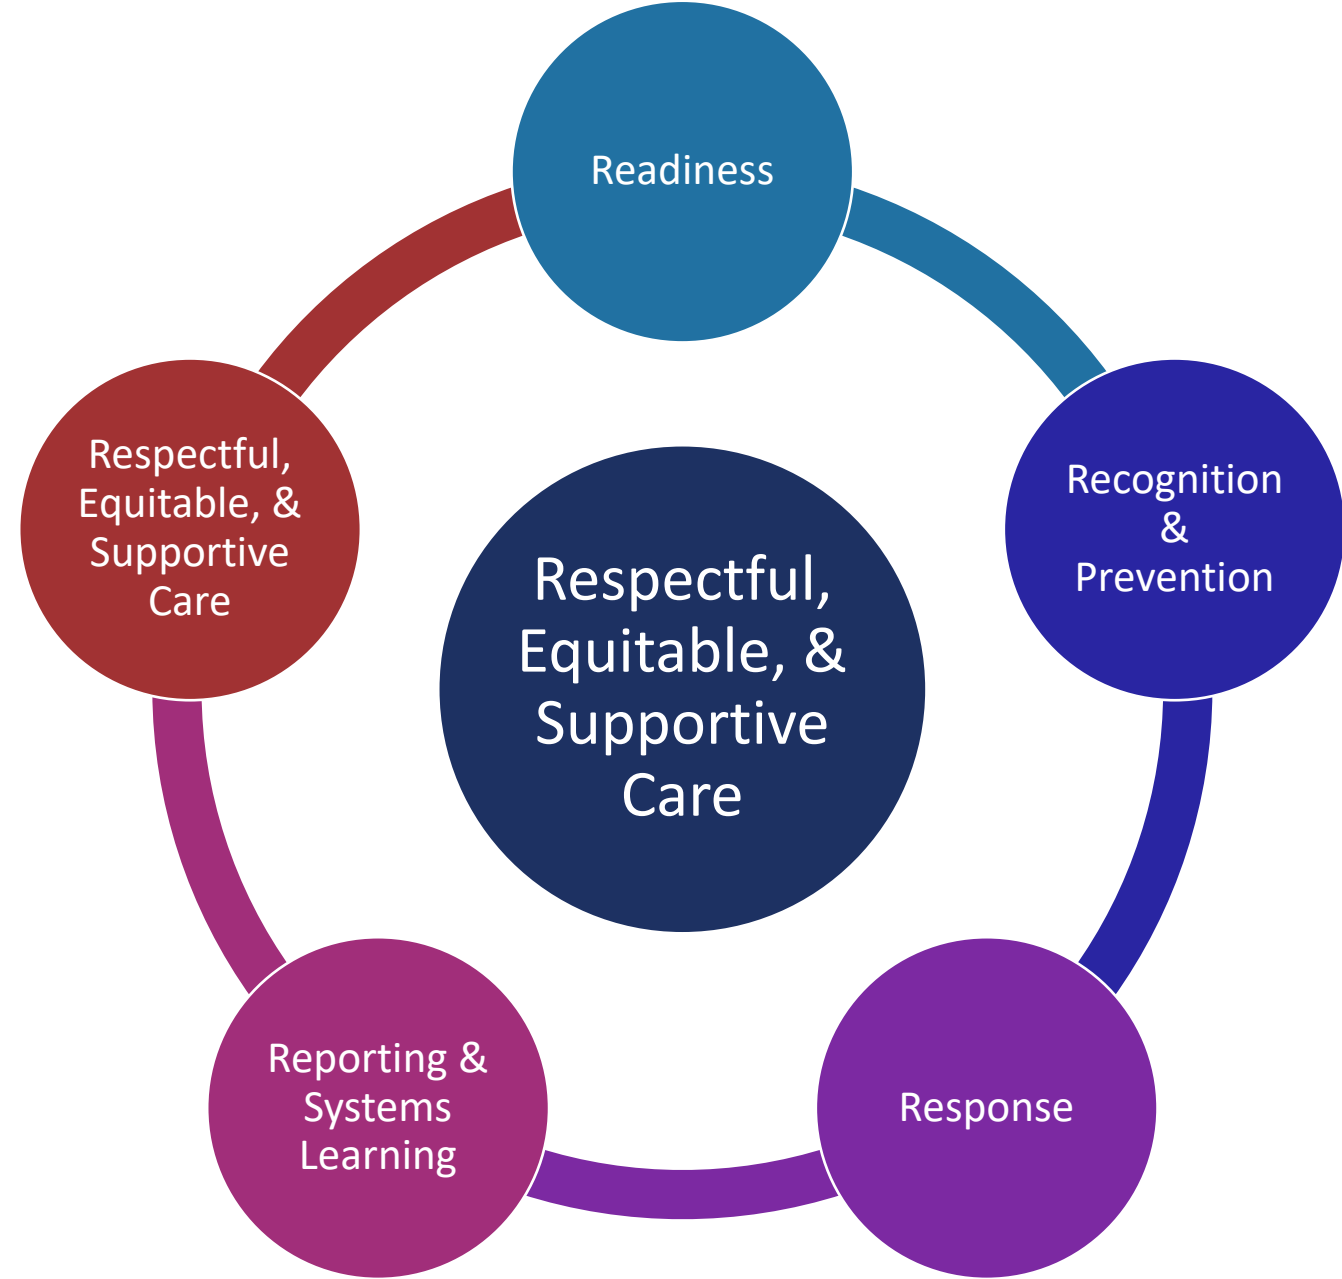 Readiness
Recognition
&
Prevention
Response
Reporting &
Systems
Learning
Respectful,
Equitable, &
Supportive
Care
Respectful,
Equitable, &
Supportive
Care